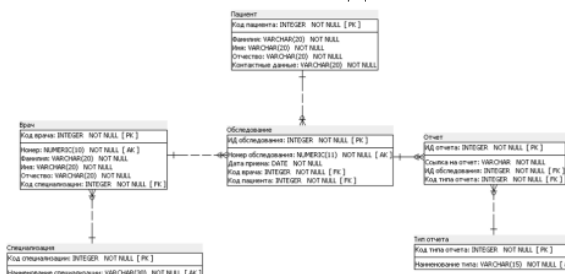 Пациент
Код пациента: INTEGER NOT NULL [ PK ]
Фамилия: VARCHAR(20) NOT NULL
Имя: VARCHAR(20) NOT NULL
Отчество: VARCHAR(20) NOT NULL
Контактные данные: VARCHAR(20) NOT NULL
Врач
Код врача: INTEGER NOT NULL [ PK ]
Номер: NUMERIC(10) NOT NULL [ AK ]
Фамилия: VARCHAR(20) NOT NULL
Имя: VARCHAR(20) NOT NULL
Отчество: VARCHAR(20) NOT NULL
Код специализации: INTEGER NOT NULL [ FK ]
Обследование
ИД обследования: INTEGER NOT NULL [ PK ]
Номер обследования: NUMERIC(11) NOT NULL [ AK ]
Дата приема: DATE NOT NULL
Код врача: INTEGER NOT NULL [ FK ]
Код пациента: INTEGER NOT NULL [ FK ]
Отчет
ИД отчета: INTEGER NOT NULL [ PK ]
Ссылка на отчет: VARCHAR NOT NULL
ИД обследования: INTEGER NOT NULL [ FK ]
Код типа отчета: INTEGER NOT NULL [ FK ]
Специализация
Код специализации: INTEGER NOT NULL [ PK ]
Наименование специализации: VARCHAR(30) NOT NULL [ AK ]
Тип отчета
Код типа отчета: INTEGER NOT NULL [ PK ]
Наименование типа: VARCHAR(15) NOT NULL [